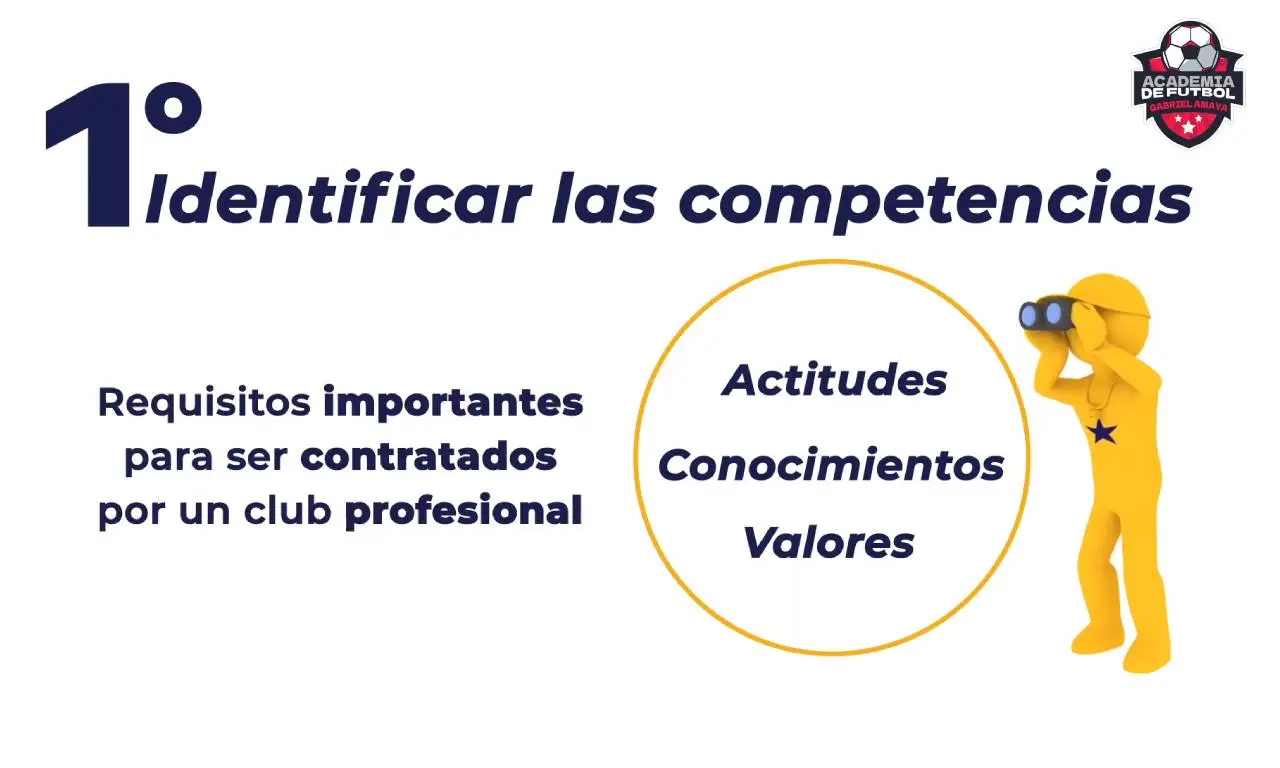 ACADEMIA
DE FUTBOL
GABRIEL AMAYA
1º
Identificar las competencias
Requisitos importantes
para ser contratados
por un club profesional
Actitudes
Conocimientos
Valores